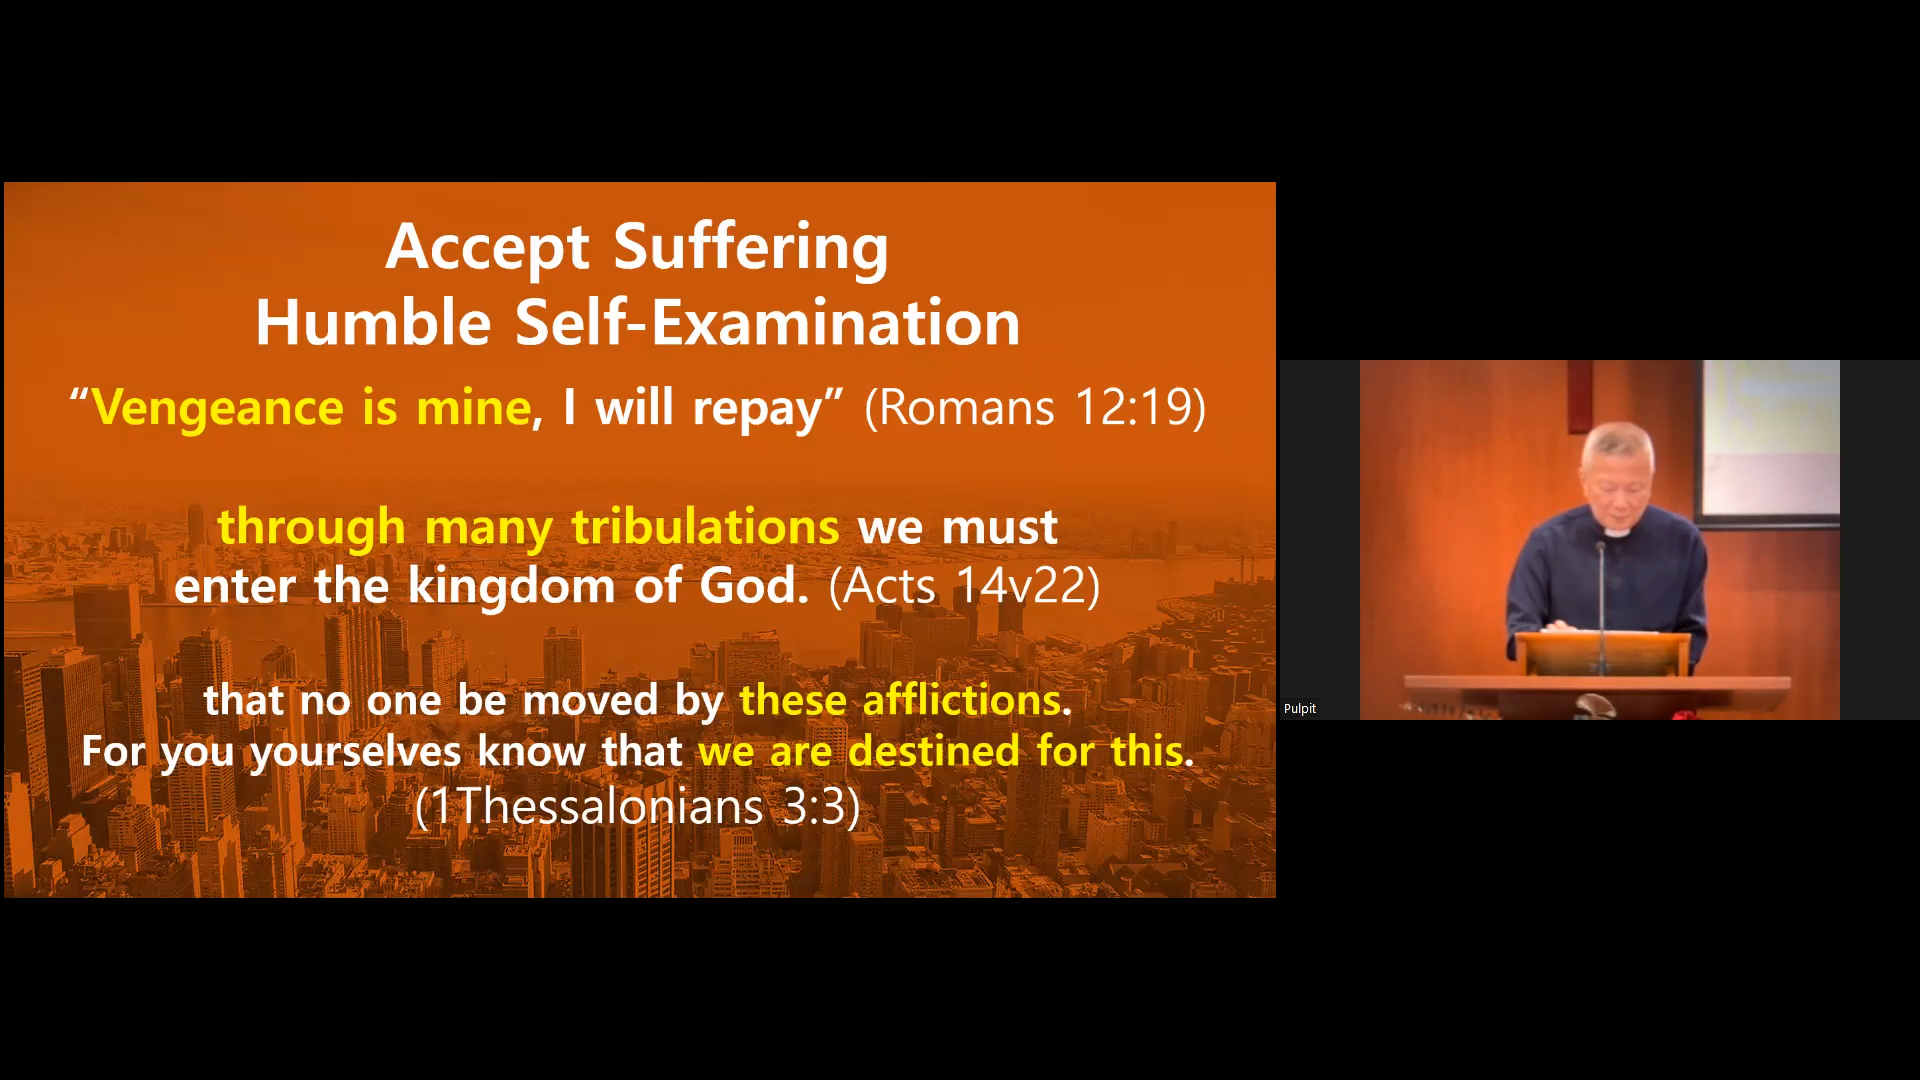 Accept Suffering
Humble Self-Examination
“Vengeance is mine, I will repay” (Romans 12:19)
through many tribulations we must
enter the kingdom of God. (Acts 14v22)
that no one be moved by these afflictions.
For you yourselves know that we are destined for this.
(1Thessalonians 3:3)
Pulpit